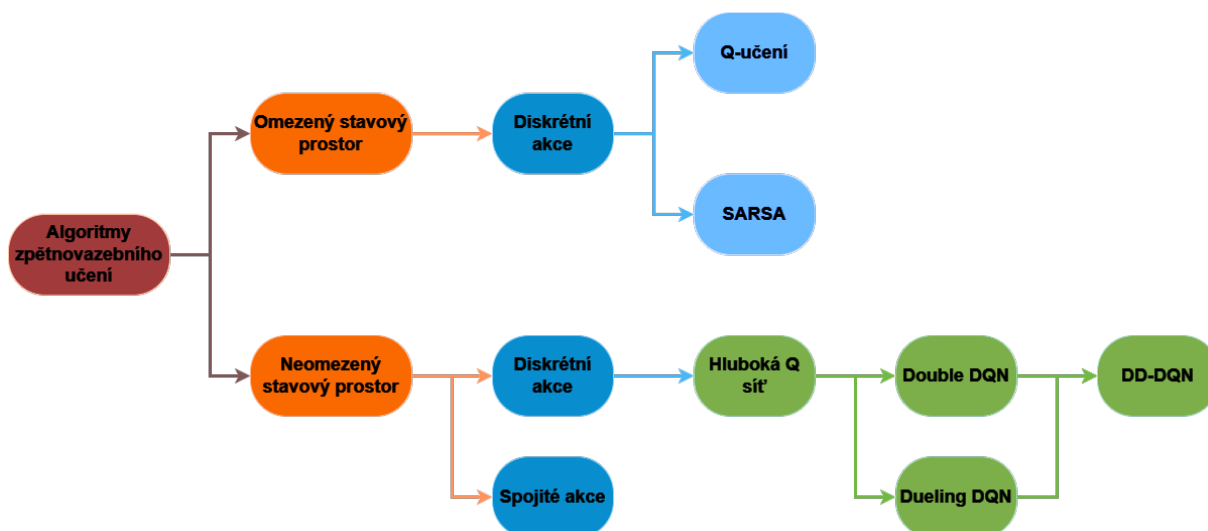 Q-učení
Omezený stavový
prostor
Diskrétní
akce
SARSA
Algoritmy
zpětnovazebního
učení
Neomezený
stavový prostor
Diskrétní
akce
Hluboká Q
síť
Double DQN
DD-DQN
Spojité akce
Dueling DQN